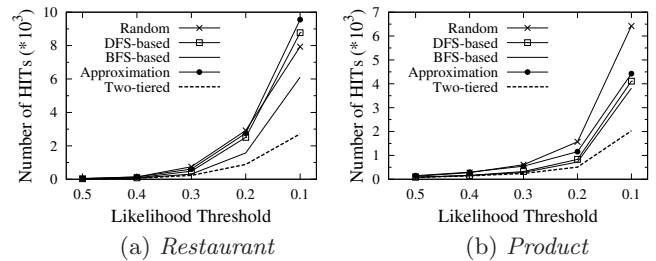 Number of HITs (*10^3)
10
8
6
4
2
0
Random
DFS-based
BFS-based
Approximation
Two-tiered
0.5 0.4 0.3 0.2 0.1
Likelihood Threshold
(a) Restaurant
Number of HITs (*10^3)
7
6
5
4
3
2
1
0
Random
DFS-based
BFS-based
Approximation
Two-tiered
0.5 0.4 0.3 0.2 0.1
Likelihood Threshold
(b) Product